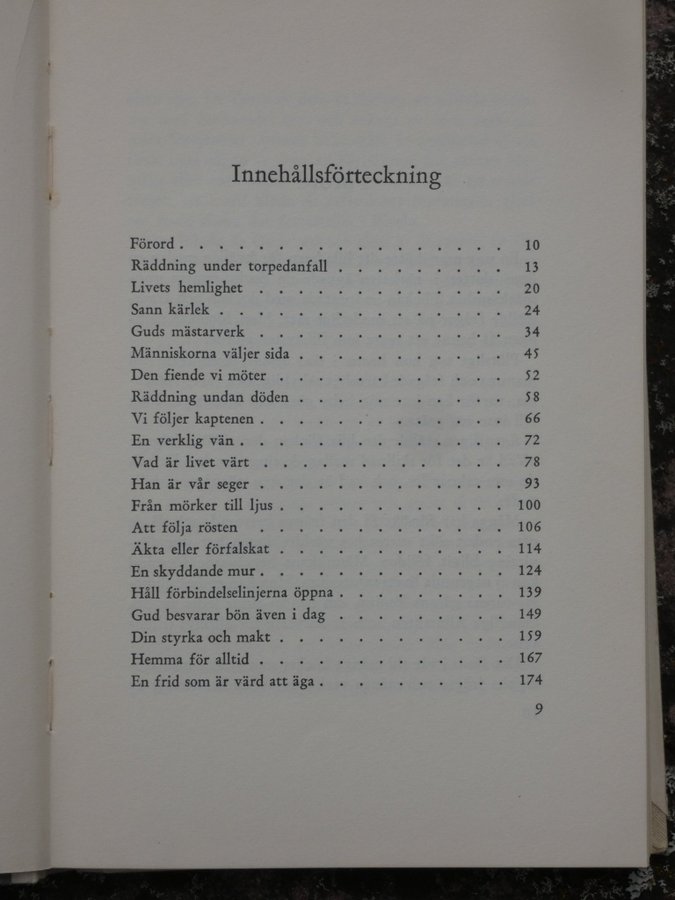 Innehållsförteckning
Förord . . . . . . . . . . . . . . . . . 10
Räddning under torpedanfall . . . . . . . . . 13
Livets hemlighet . . . . . . . . . . . . . 20
Sann kärlek . . . . . . . . . . . . . . . 24
Guds mästarverk . . . . . . . . . . . . . 34
Människorna väljer sida . . . . . . . . . . . 45
Den fiende vi möter . . . . . . . . . . . . 52
Räddning undan döden . . . . . . . . . . . 58
Vi följer kaptenen . . . . . . . . . . . . . 66
En verklig vän . . . . . . . . . . . . . . 72
Vad är livet värt . . . . . . . . . . . . 78
Han är vår seger . . . . . . . . . . . . . 93
Från mörker till ljus . . . . . . . . . . . . 100
Att följa rösten . . . . . . . . . . . . 106
Äkta eller förfalskat . . . . . . . . . . . . 114
En skyddande mur . . . . . . . . . . . . . 124
Håll förbindelselinjerna öppna . . . . . . . . . 139
Gud besvarar bön även i dag . . . . . . . . . 149
Din styrka och makt . . . . . . . . . . . . 159
Hemma för alltid . . . . . . . . . . . . . 167
En frid som är värd att äga . . . . . . . . . . 174
9